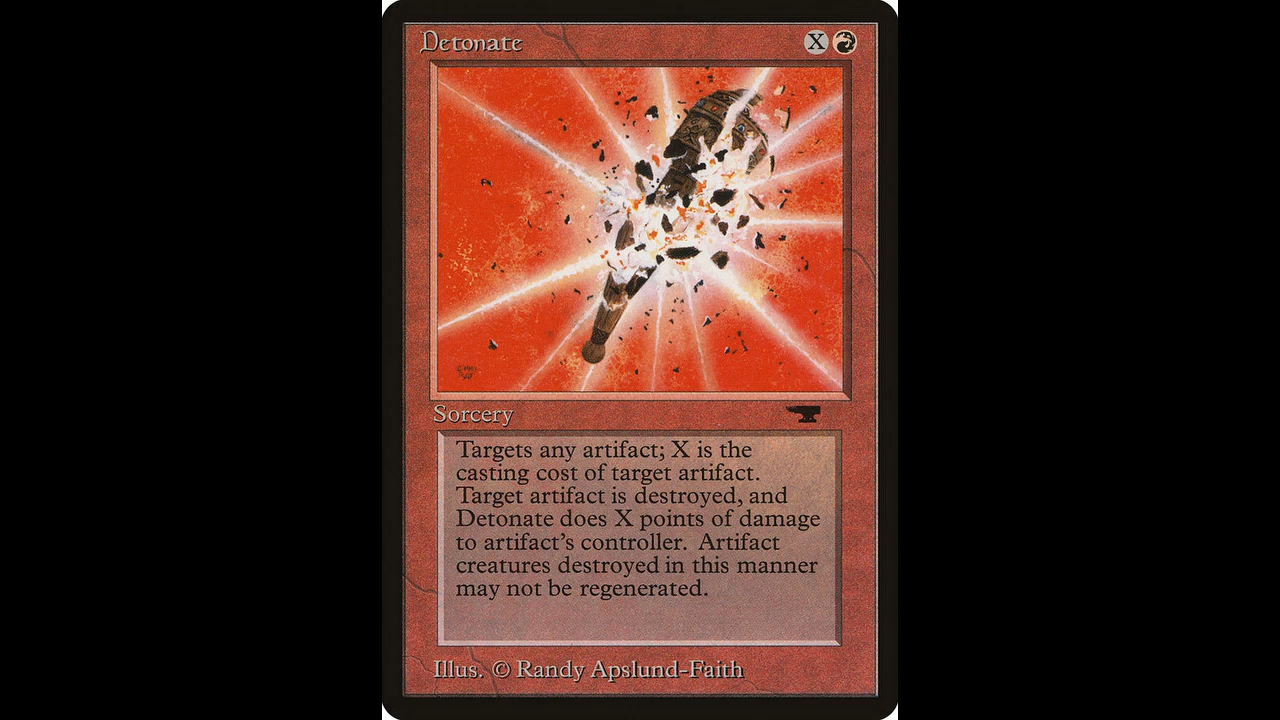 Detonate X
Sorcery
Targets any artifact; X is the
casting cost of target artifact.
Target artifact is destroyed, and
Detonate does X points of damage
to artifact's controller. Artifact
creatures destroyed in this manner
may not be regenerated.
Illus. © Randy Apslund-Faith